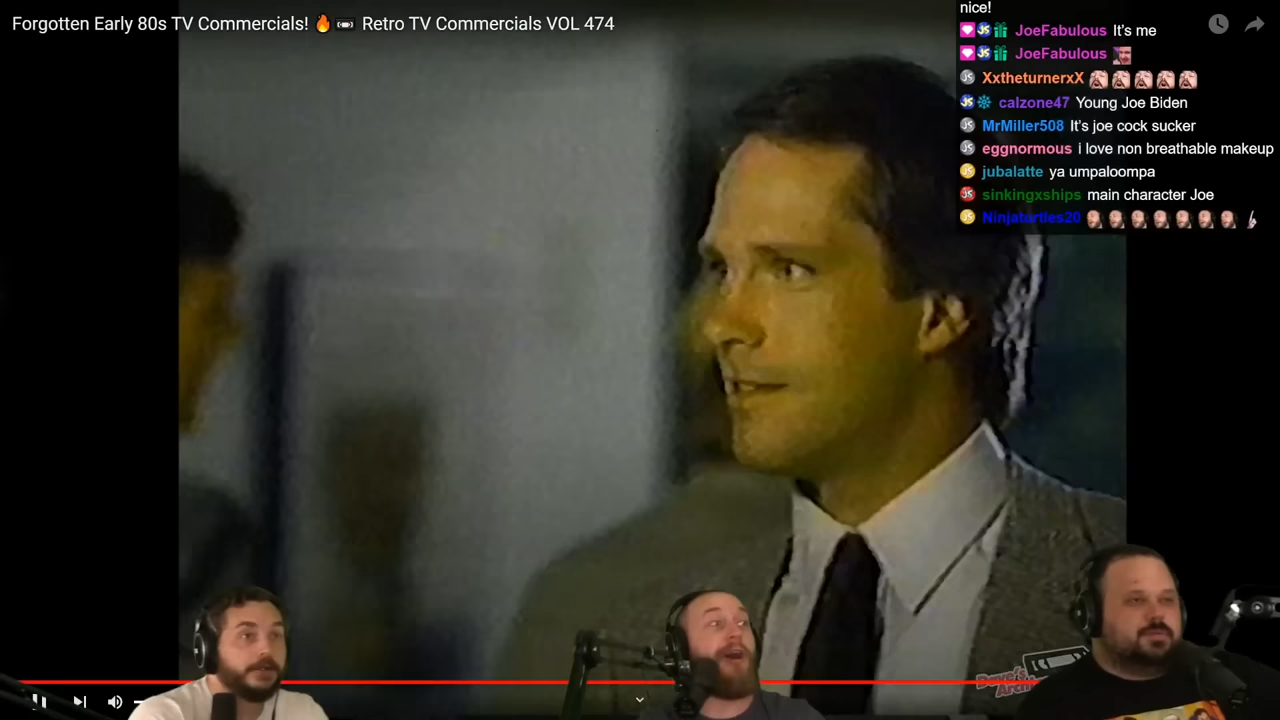 Forgotten Early 80s TV Commercials! 🔥📼 Retro TV Commercials VOL 474
nice!
JoeFabulous It's me
JoeFabulous
XxtheturnerxX
calzone47 Young Joe Biden
MrMiller508 It's joe cock sucker
eggnormous i love non breathable makeup
jubalatte ya umpaloompa
sinkingxships main character Joe
Ninjaturtles20
Dave's
Archi